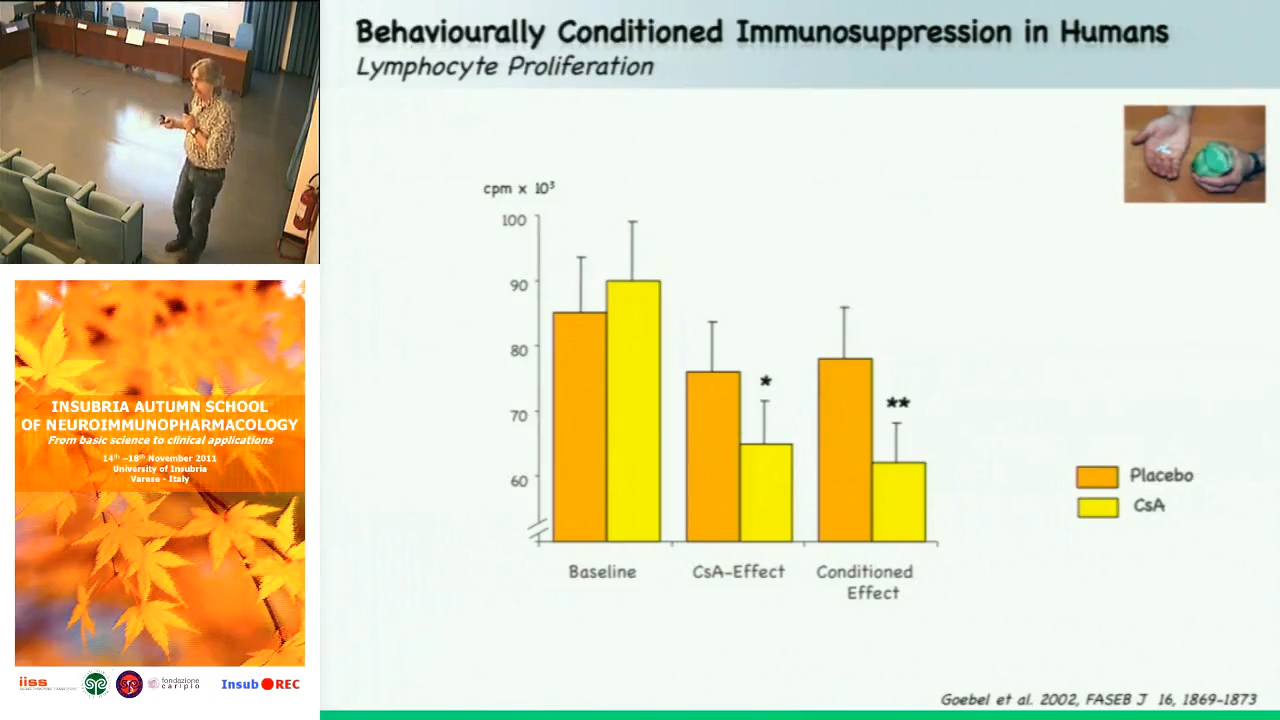 Behaviourally Conditioned Immunosuppression in Humans
Lymphocyte Proliferation
cpm x 10³
100
90
80
70
60
*
**
Baseline
CsA-Effect
Conditioned
Effect
Placebo
CsA
Goebel et al. 2002, FASEB J 16, 1869-1873
INSUBRIA AUTUMN SCHOOL
OF NEUROIMMUNOPHARMACOLOGY
From basic science to clinical applications
14th –18th November 2011
University of Insubria
Varese - Italy
iiss
fondazione
cariplo
Insub REC